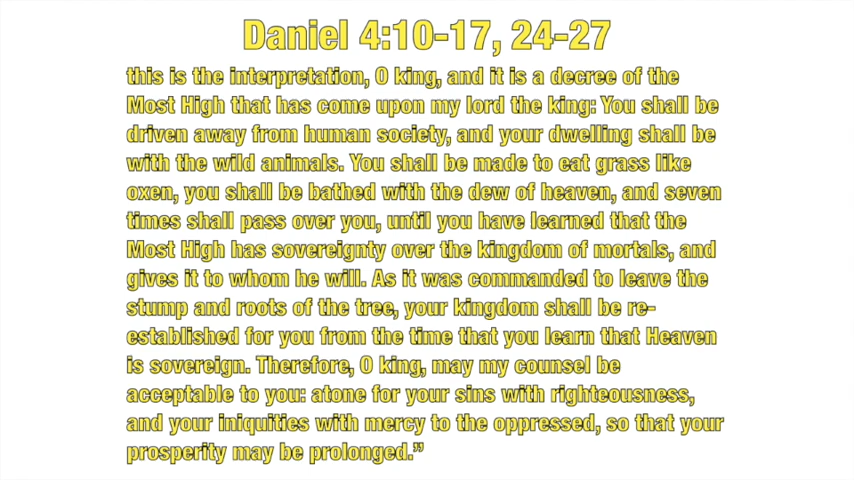 Daniel 4:10-17, 24-27
this is the interpretation, O king, and it is a decree of the
Most High that has come upon my lord the king: You shall be
driven away from human society, and your dwelling shall be
with the wild animals. You shall be made to eat grass like
oxen, you shall be bathed with the dew of heaven, and seven
times shall pass over you, until you have learned that the
Most High has sovereignty over the kingdom of mortals, and
gives it to whom he will. As it was commanded to leave the
stump and roots of the tree, your kingdom shall be re-
established for you from the time that you learn that Heaven
is sovereign. Therefore, O king, may my counsel be
acceptable to you: atone for your sins with righteousness,
and your iniquities with mercy to the oppressed, so that your
prosperity may be prolonged.”